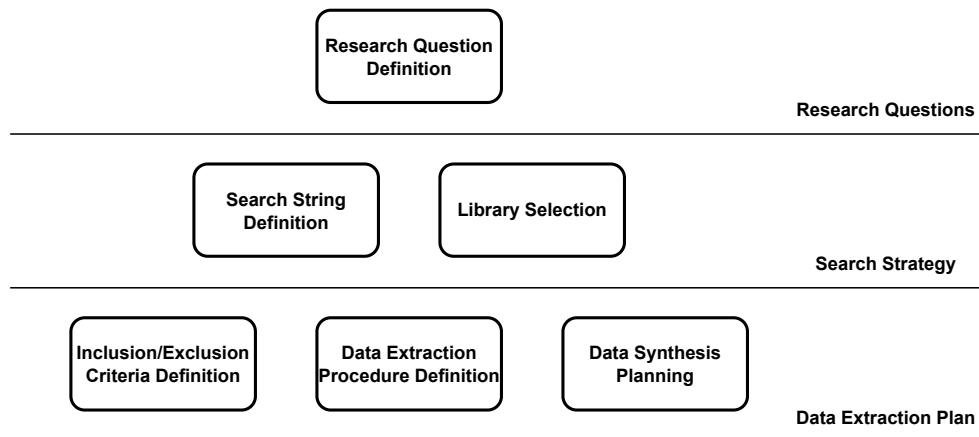 Research Question
Definition
Research Questions
Search String
Definition
Library Selection
Search Strategy
Inclusion/Exclusion
Criteria Definition
Data Extraction
Procedure Definition
Data Synthesis
Planning
Data Extraction Plan